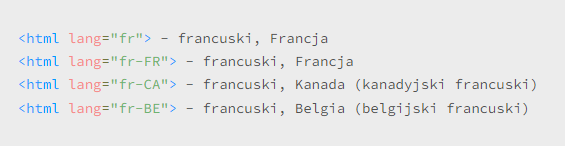 <html lang="fr"> – francuski, Francja
<html lang="fr-FR"> – francuski, Francja
<html lang="fr-CA"> – francuski, Kanada (kanadyjski francuski)
<html lang="fr-BE"> – francuski, Belgia (belgijski francuski)